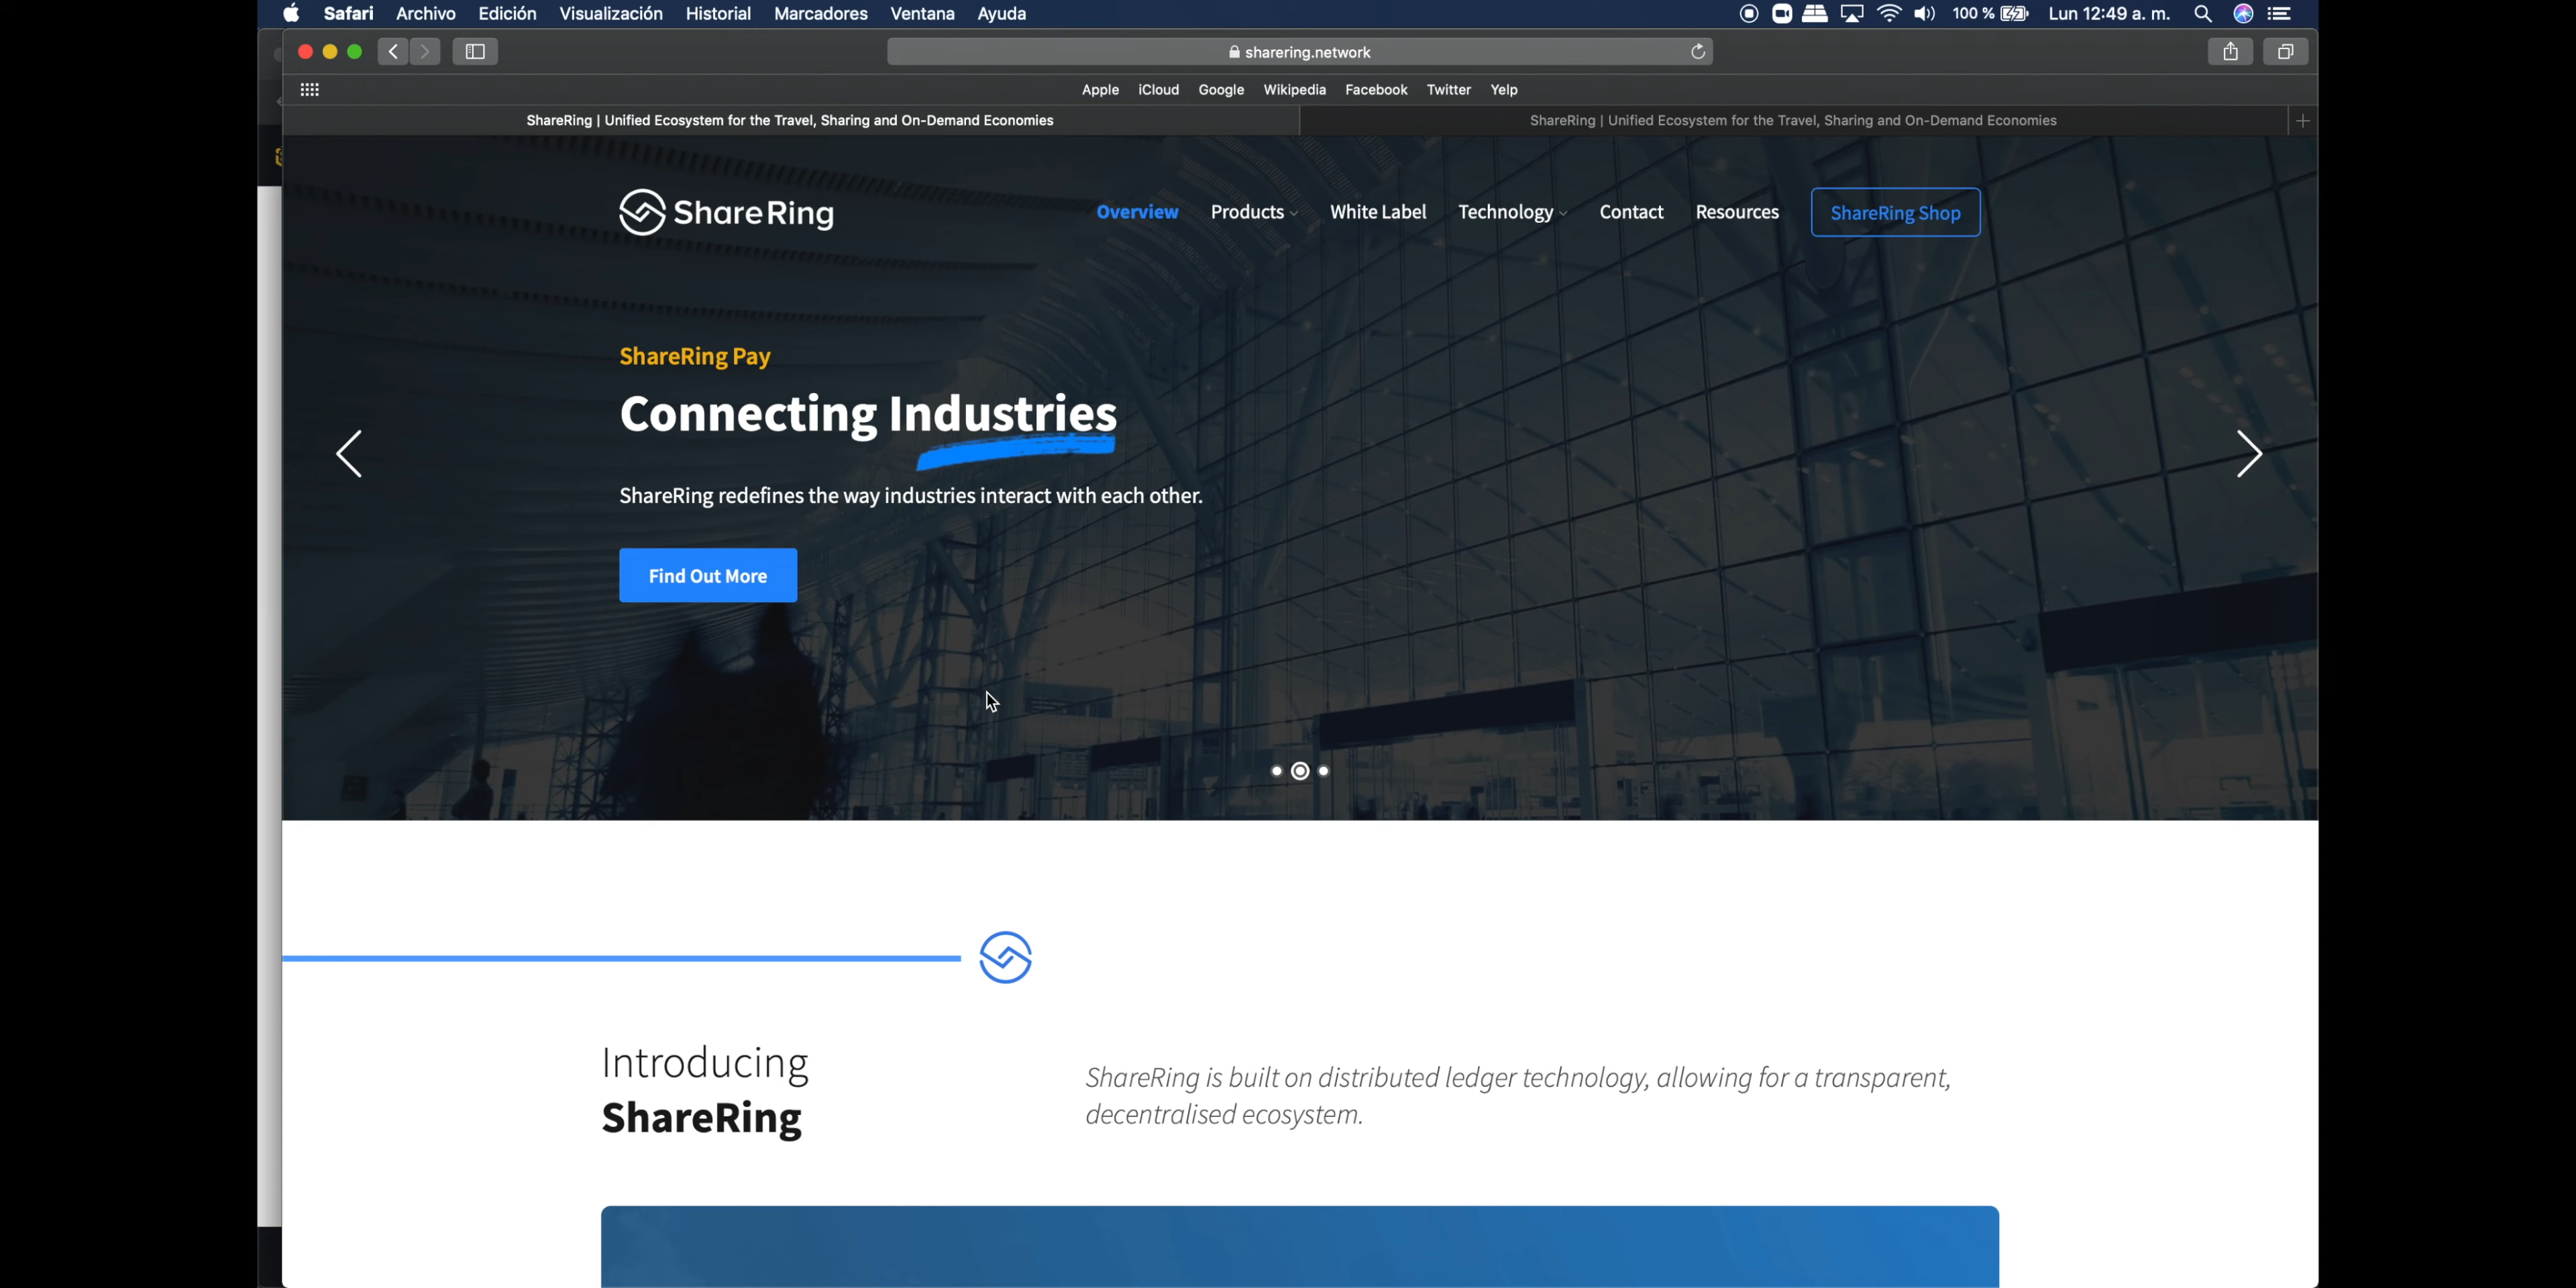 Safari Archivo Edición Visualización Historial Marcadores Ventana Ayuda 100 % Lun 12:49 a. m.
sharering.network
Apple iCloud Google Wikipedia Facebook Twitter Yelp
ShareRing | Unified Ecosystem for the Travel, Sharing and On-Demand Economies
ShareRing | Unified Ecosystem for the Travel, Sharing and On-Demand Economies
ShareRing
Overview Products White Label Technology Contact Resources ShareRing Shop
ShareRing Pay
Connecting Industries
ShareRing redefines the way industries interact with each other.
Find Out More
Introducing
ShareRing
ShareRing is built on distributed ledger technology, allowing for a transparent,
decentralised ecosystem.